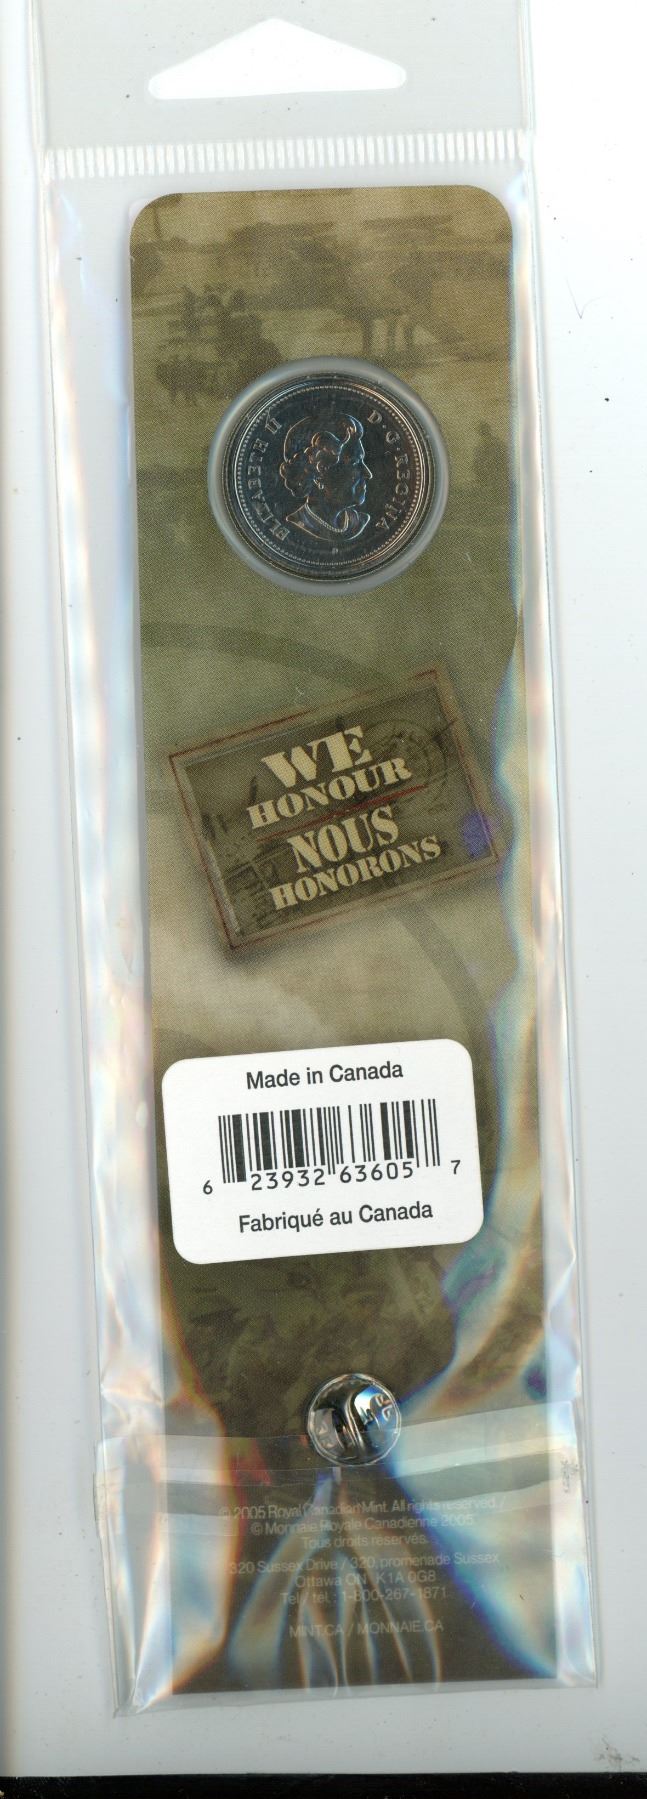 ELIZABETH II D·G·REGINA
P
WE
HONOUR
NOUS
HONORONS
Made in Canada
6 23932 63605 7
Fabriqué au Canada
© 2005 Royal Canadian Mint. All rights reserved /
© Monnaie Royale Canadienne 2005.
Tous droits réservés.
320 Sussex Drive / 320, promenade Sussex
Ottawa ON K1A 0G8
Tel / tél.: 1-800-267-1871
MINT.CA / MONNAIE.CA